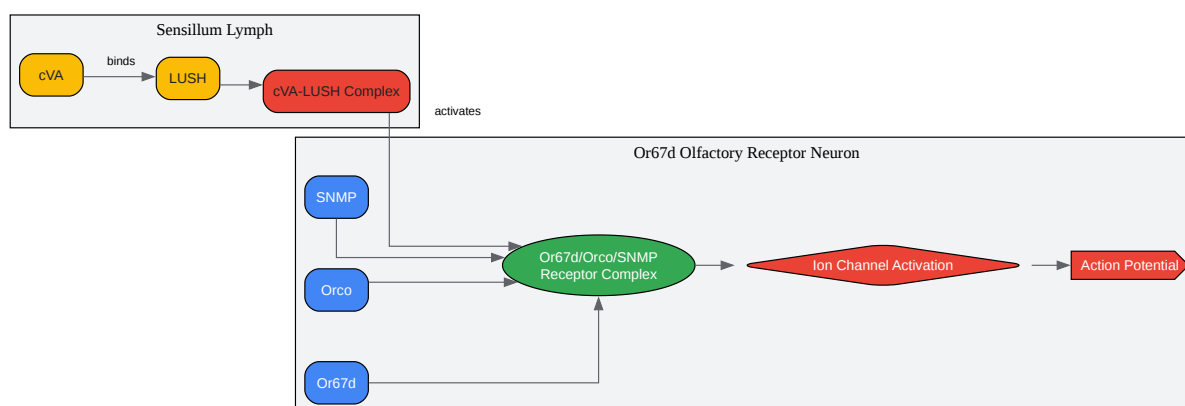 Sensillum Lymph
cVA
binds
LUSH
cVA-LUSH Complex
activates
Or67d Olfactory Receptor Neuron
SNMP
Orco
Or67d
Or67d/Orco/SNMP
Receptor Complex
Ion Channel Activation
Action Potential